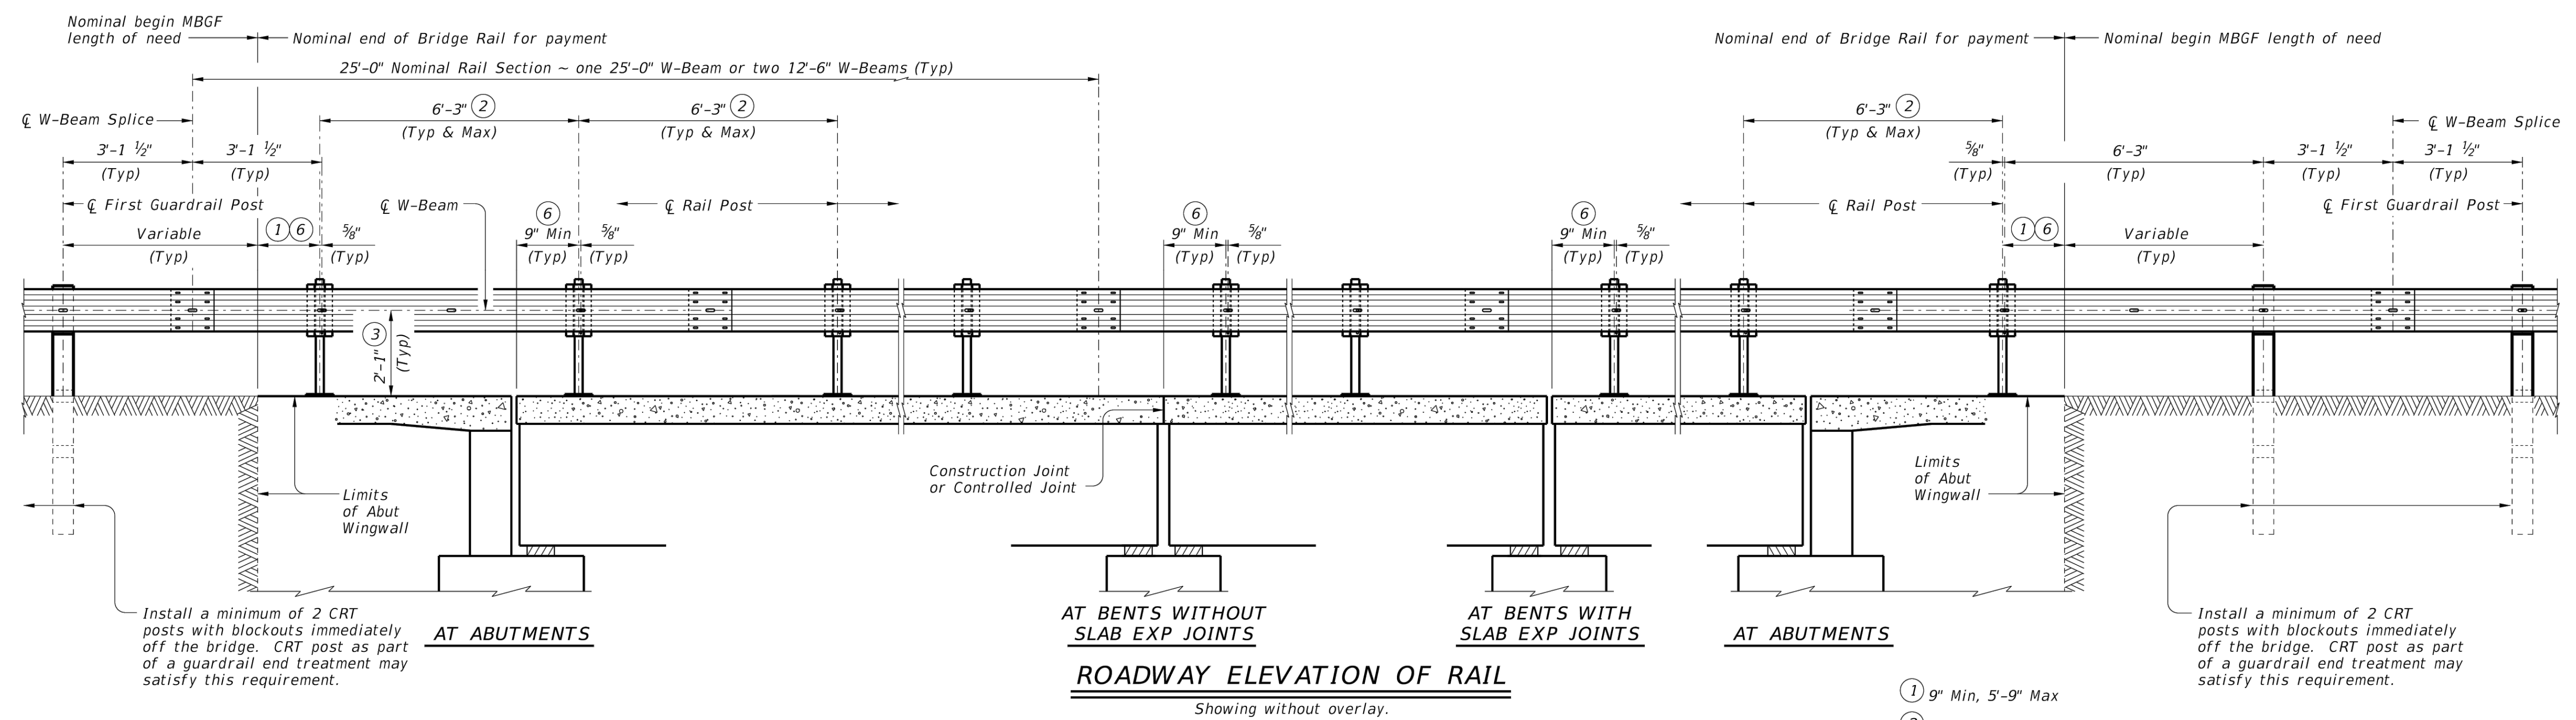 Nominal begin MBGF
length of need
Nominal end of Bridge Rail for payment
Nominal end of Bridge Rail for payment
Nominal begin MBGF length of need
25'-0" Nominal Rail Section ~ one 25'-0" W-Beam or two 12'-6" W-Beams (Typ)
℄ W-Beam Splice
6'-3" ②
(Typ & Max)
6'-3" ②
(Typ & Max)
6'-3" ②
(Typ & Max)
℄ W-Beam Splice
3'-1 ½"
(Typ)
3'-1 ½"
(Typ)
⅝"
(Typ)
6'-3"
(Typ)
3'-1 ½"
(Typ)
3'-1 ½"
(Typ)
℄ First Guardrail Post
℄ W-Beam
℄ Rail Post
℄ Rail Post
℄ First Guardrail Post
Variable
(Typ)
① ⑥
⅝"
(Typ)
⑥
9" Min
(Typ)
⅝"
(Typ)
⑥
9" Min
(Typ)
⅝"
(Typ)
⑥
9" Min
(Typ)
⅝"
(Typ)
① ⑥
Variable
(Typ)
2'-1" ③
(Typ)
Limits
of Abut
Wingwall
Construction Joint
or Controlled Joint
Limits
of Abut
Wingwall
Install a minimum of 2 CRT
posts with blockouts immediately
off the bridge. CRT post as part
of a guardrail end treatment may
satisfy this requirement.
AT ABUTMENTS
AT BENTS WITHOUT
SLAB EXP JOINTS
AT BENTS WITH
SLAB EXP JOINTS
AT ABUTMENTS
Install a minimum of 2 CRT
posts with blockouts immediately
off the bridge. CRT post as part
of a guardrail end treatment may
satisfy this requirement.
ROADWAY ELEVATION OF RAIL
Showing without overlay.
① 9" Min, 5'-9" Max